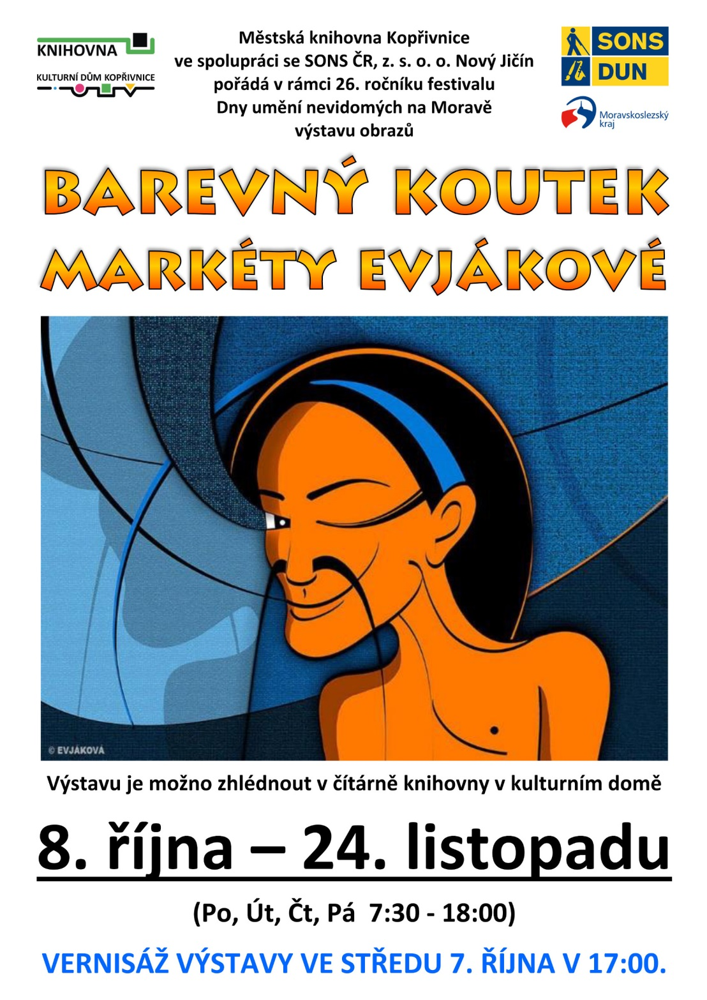 KNIHOVNA
KULTURNÍ DŮM KOPŘIVNICE
Městská knihovna Kopřivnice
ve spolupráci se SONS ČR, z. s. o. o. Nový Jičín
pořádá v rámci 26. ročníku festivalu
Dny umění nevidomých na Moravě
výstavu obrazů
SONS
DUN
Moravskoslezský
kraj
BAREVNÝ KOUTEK
MARKÉTY EVJÁKOVÉ
© EVJÁKOVÁ
Výstavu je možno zhlédnout v čítárně knihovny v kulturním domě
8. října – 24. listopadu
(Po, Út, Čt, Pá 7:30 - 18:00)
VERNISÁŽ VÝSTAVY VE STŘEDU 7. ŘÍJNA V 17:00.